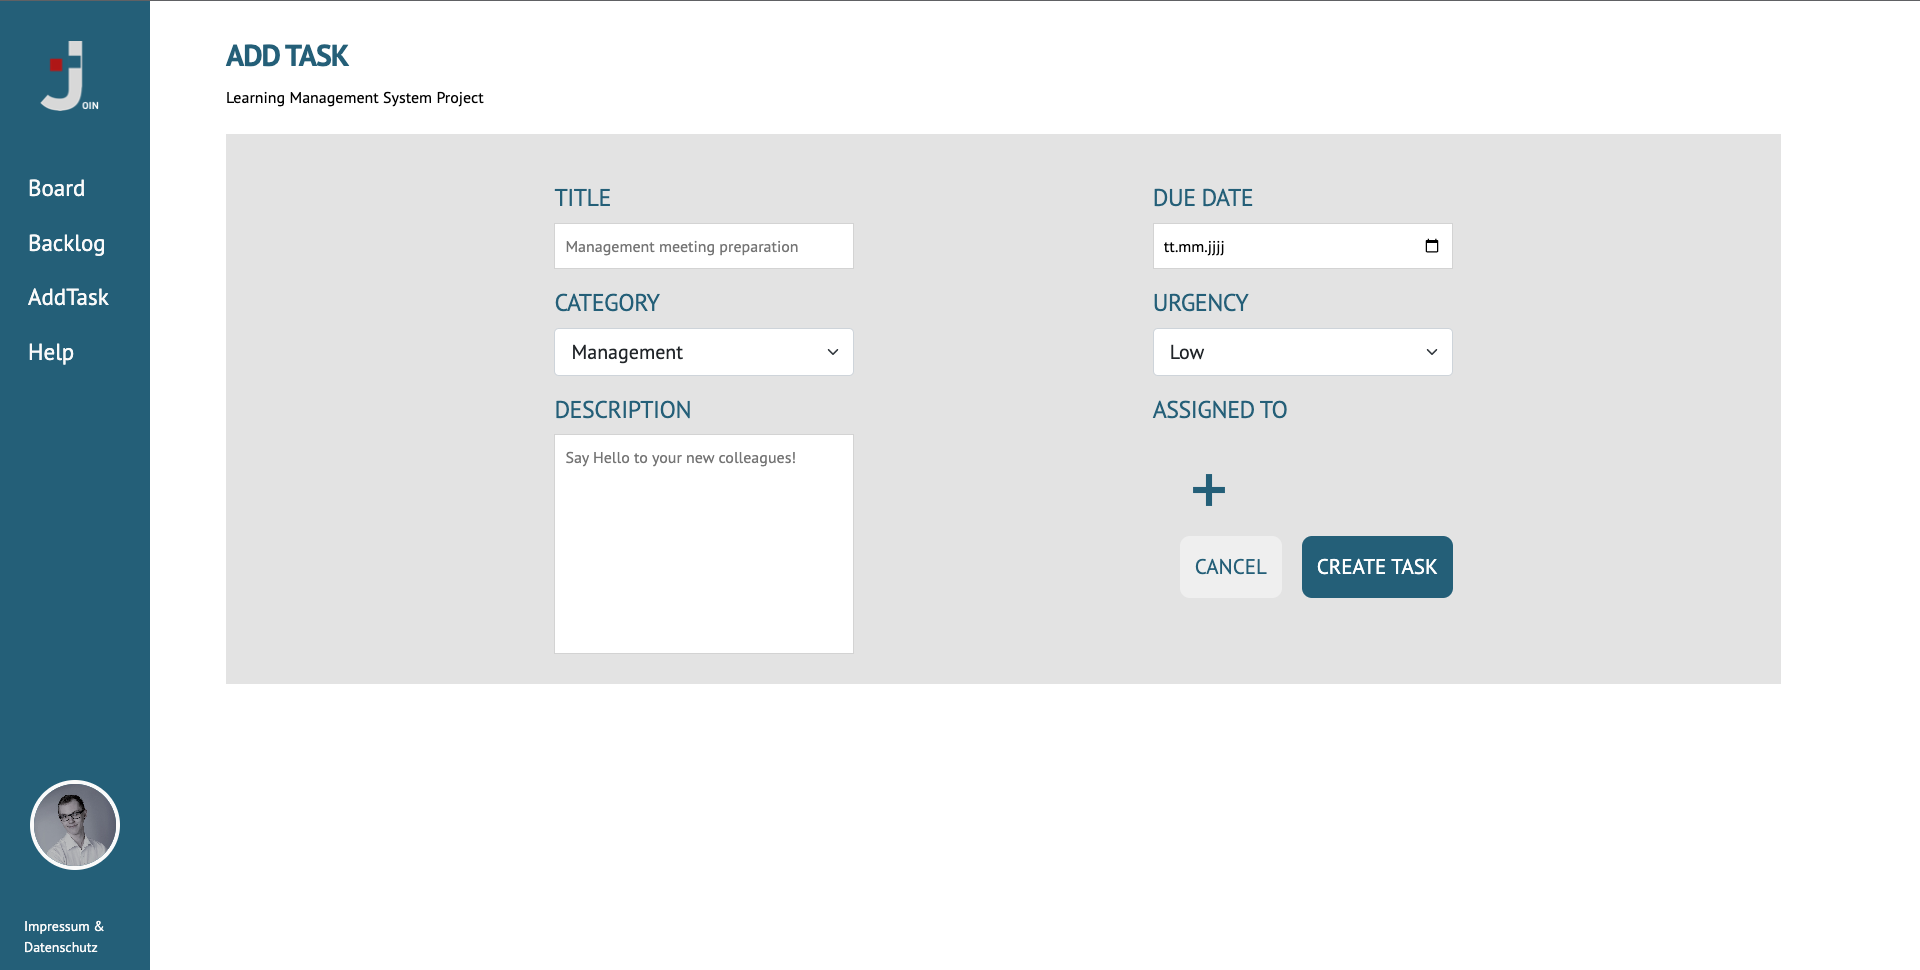 JOIN
Board
Backlog
AddTask
Help
Impressum &
Datenschutz
ADD TASK
Learning Management System Project
TITLE
Management meeting preparation
CATEGORY
Management
DESCRIPTION
Say Hello to your new colleagues!
DUE DATE
tt.mm.jjjj
URGENCY
Low
ASSIGNED TO
CANCEL
CREATE TASK